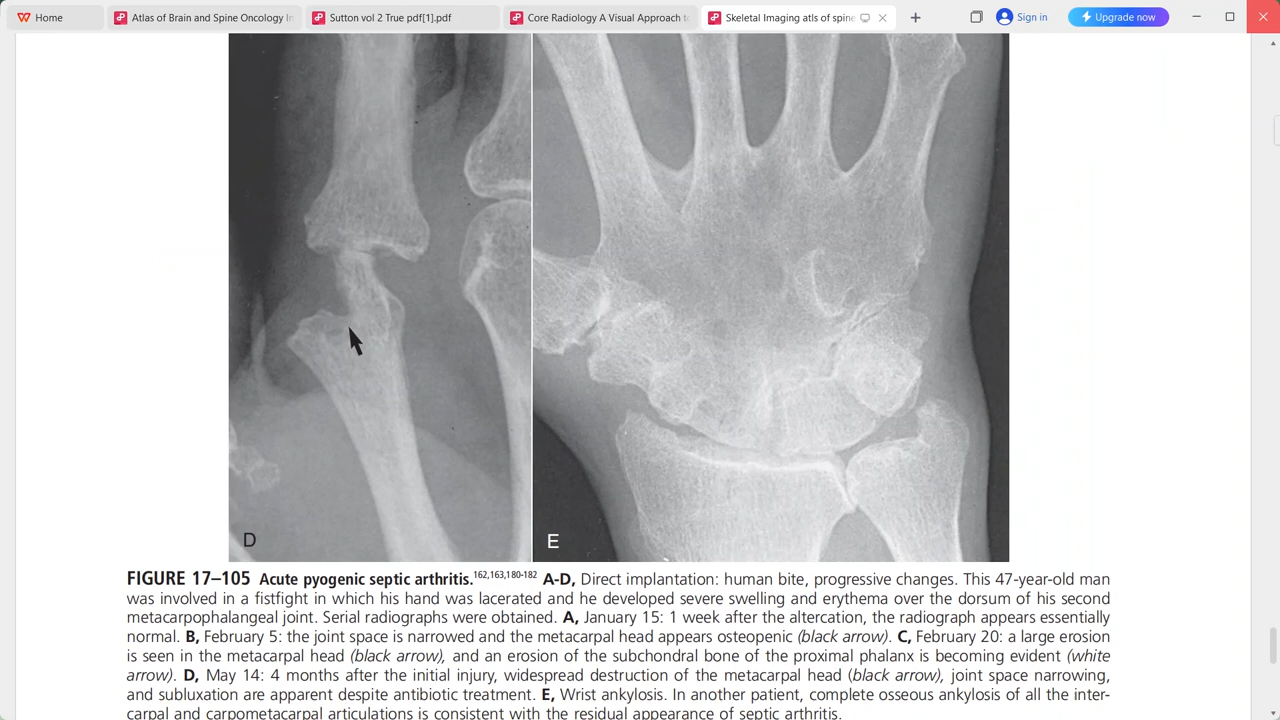 Home
Atlas of Brain and Spine Oncology I
Sutton vol 2 True pdf[1].pdf
Core Radiology A Visual Approach to
Skeletal Imaging atls of spine
Sign in
Upgrade now
D
E
FIGURE 17–105 Acute pyogenic septic arthritis.162,163,180-182 A-D, Direct implantation: human bite, progressive changes. This 47-year-old man
was involved in a fistfight in which his hand was lacerated and he developed severe swelling and erythema over the dorsum of his second
metacarpophalangeal joint. Serial radiographs were obtained. A, January 15: 1 week after the altercation, the radiograph appears essentially
normal. B, February 5: the joint space is narrowed and the metacarpal head appears osteopenic (black arrow). C, February 20: a large erosion
is seen in the metacarpal head (black arrow), and an erosion of the subchondral bone of the proximal phalanx is becoming evident (white
arrow). D, May 14: 4 months after the initial injury, widespread destruction of the metacarpal head (black arrow), joint space narrowing,
and subluxation are apparent despite antibiotic treatment. E, Wrist ankylosis. In another patient, complete osseous ankylosis of all the inter-
carpal and carpometacarpal articulations is consistent with the residual appearance of septic arthritis.